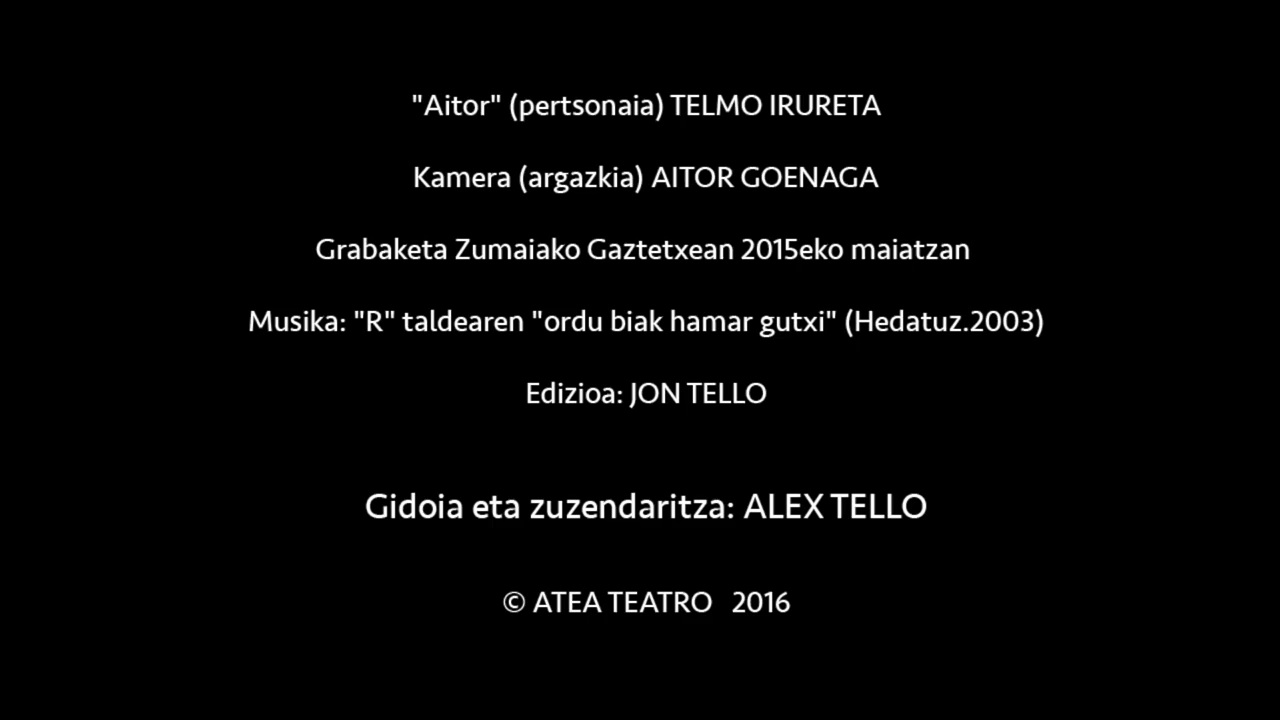 "Aitor" (pertsonaia) TELMO IRURETA
Kamera (argazkia) AITOR GOENAGA
Grabaketa Zumaiako Gaztetxean 2015eko maiatzan
Musika: "R" taldearen "ordu biak hamar gutxi" (Hedatuz.2003)
Edizioa: JON TELLO
Gidoia eta zuzendaritza: ALEX TELLO
© ATEA TEATRO 2016